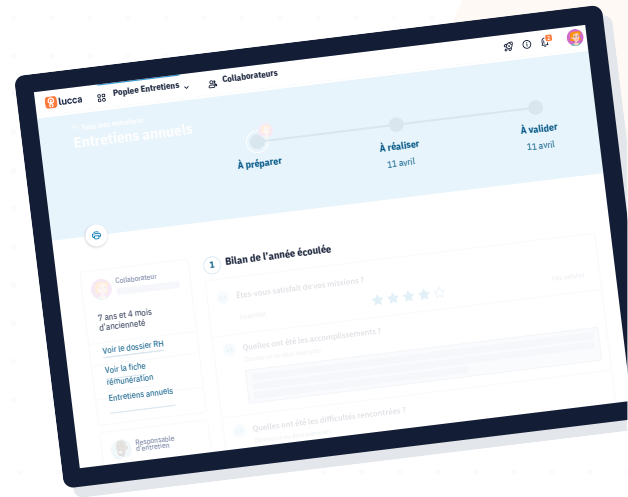 lucca
Poplee Entretiens
Collaborateurs
2
Entretiens annuels
À préparer
À réaliser
11 avril
À valider
11 avril
1 Bilan de l'année écoulée
Collaborateur
7 ans et 4 mois
d'ancienneté
Voir le dossier RH
Voir la fiche
rémunération
Entretiens annuels
Responsable
d'entretien
Êtes-vous satisfait de vos missions ?
Quelles ont été les accomplissements ?
Quelles ont été les difficultés rencontrées ?